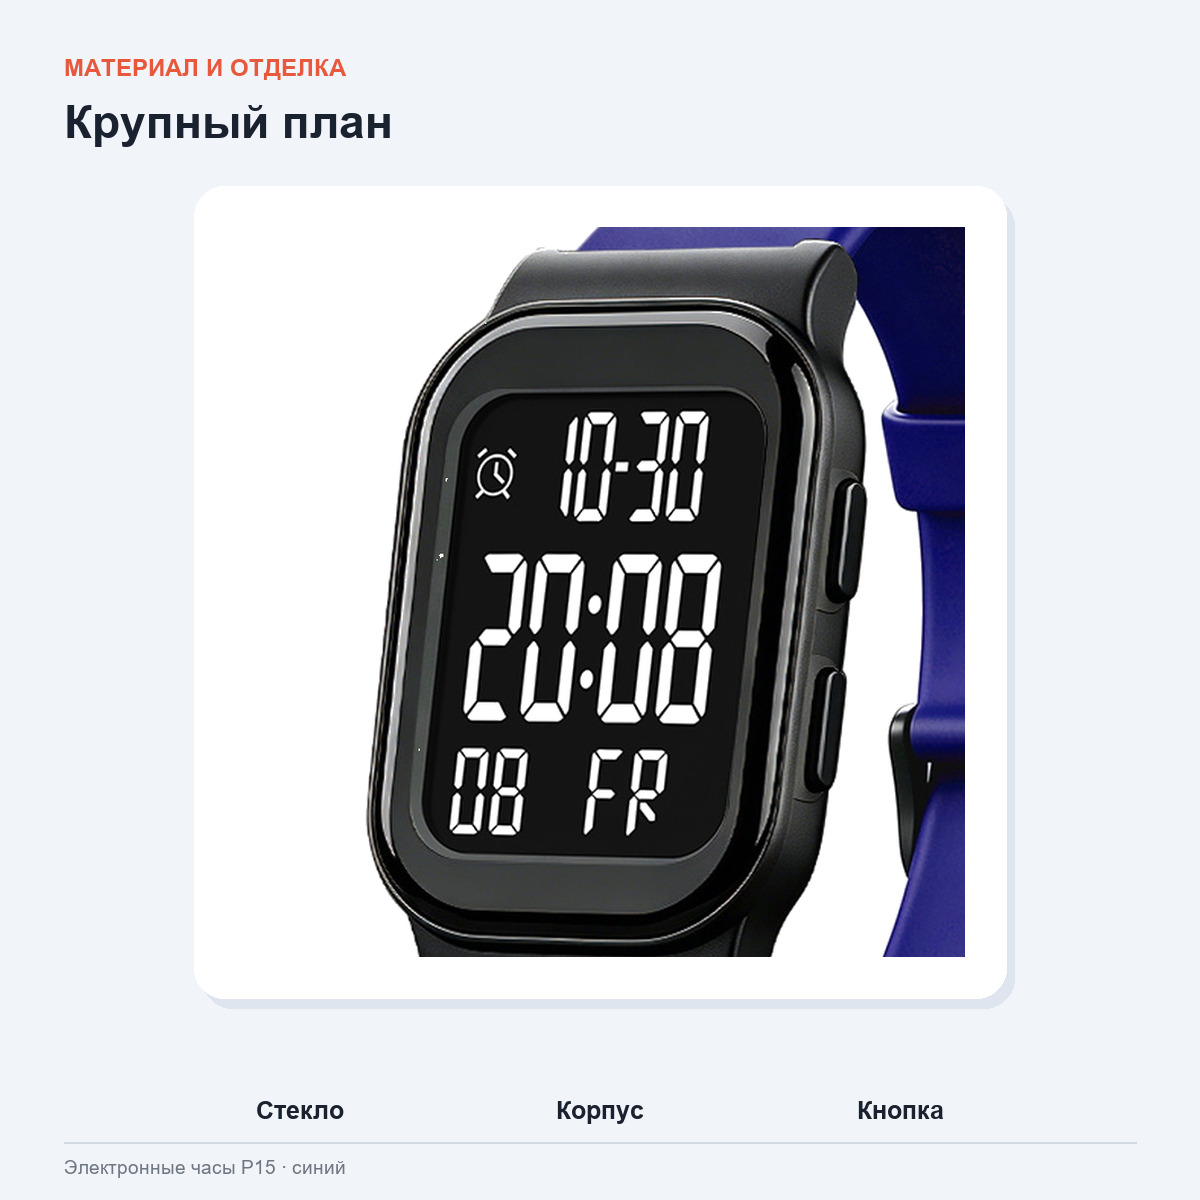 МАТЕРИАЛ И ОТДЕЛКА
Крупный план
10-30
20:08
08 FR
Стекло Корпус Кнопка
Электронные часы P15 · синий